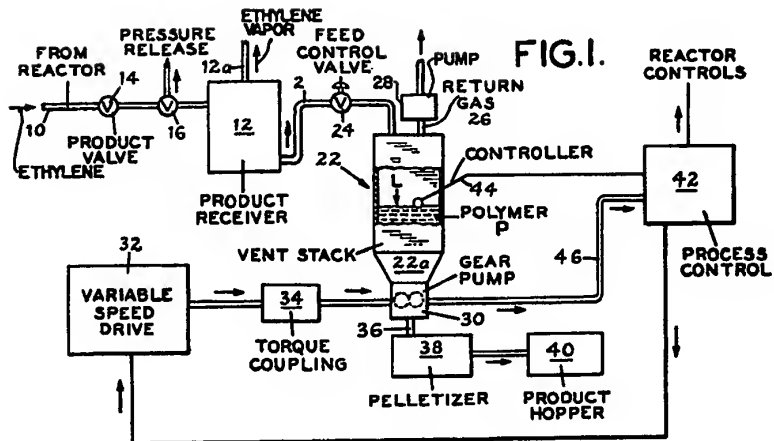 FIG.1.
ETHYLENE
VAPOR
12a
PRESSURE
RELEASE
FROM
REACTOR
14
16
10
ETHYLENE
PRODUCT
VALVE
12
PRODUCT
RECEIVER
FEED
CONTROL
VALVE
2
24
PUMP
28
RETURN
GAS
26
22
L
CONTROLLER
44
POLYMER
P
VENT STACK
22a
GEAR
PUMP
30
REACTOR
CONTROLS
42
PROCESS
CONTROL
46
32
VARIABLE
SPEED
DRIVE
34
TORQUE
COUPLING
36
38
PELLETIZER
40
PRODUCT
HOPPER
V
V
V